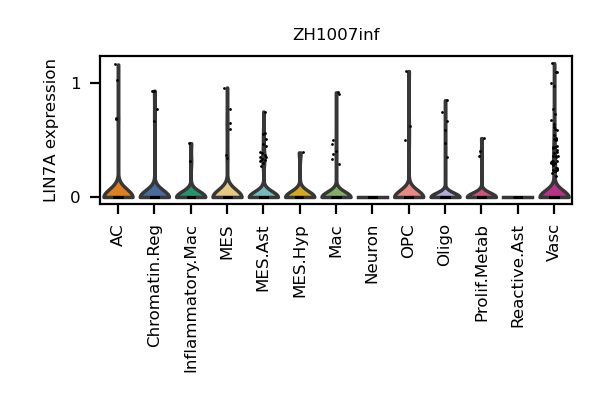 ZH1007inf
LIN7A expression
1
0
AC
Chromatin.Reg
Inflammatory.Mac
MES
MES.Ast
MES.Hyp
Mac
Neuron
OPC
Oligo
Prolif.Metab
Reactive.Ast
Vasc